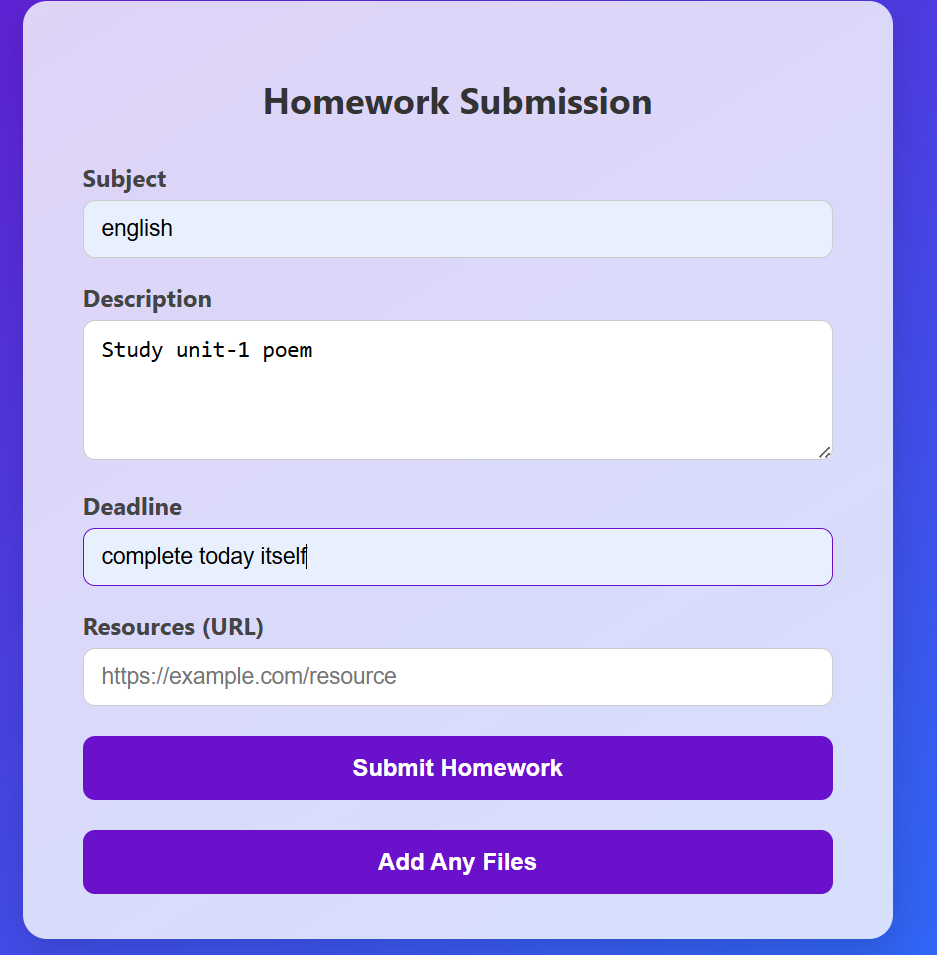 Homework Submission
Subject
english
Description
Study unit-1 poem
Deadline
complete today itself
Resources (URL)
https://example.com/resource
Submit Homework
Add Any Files